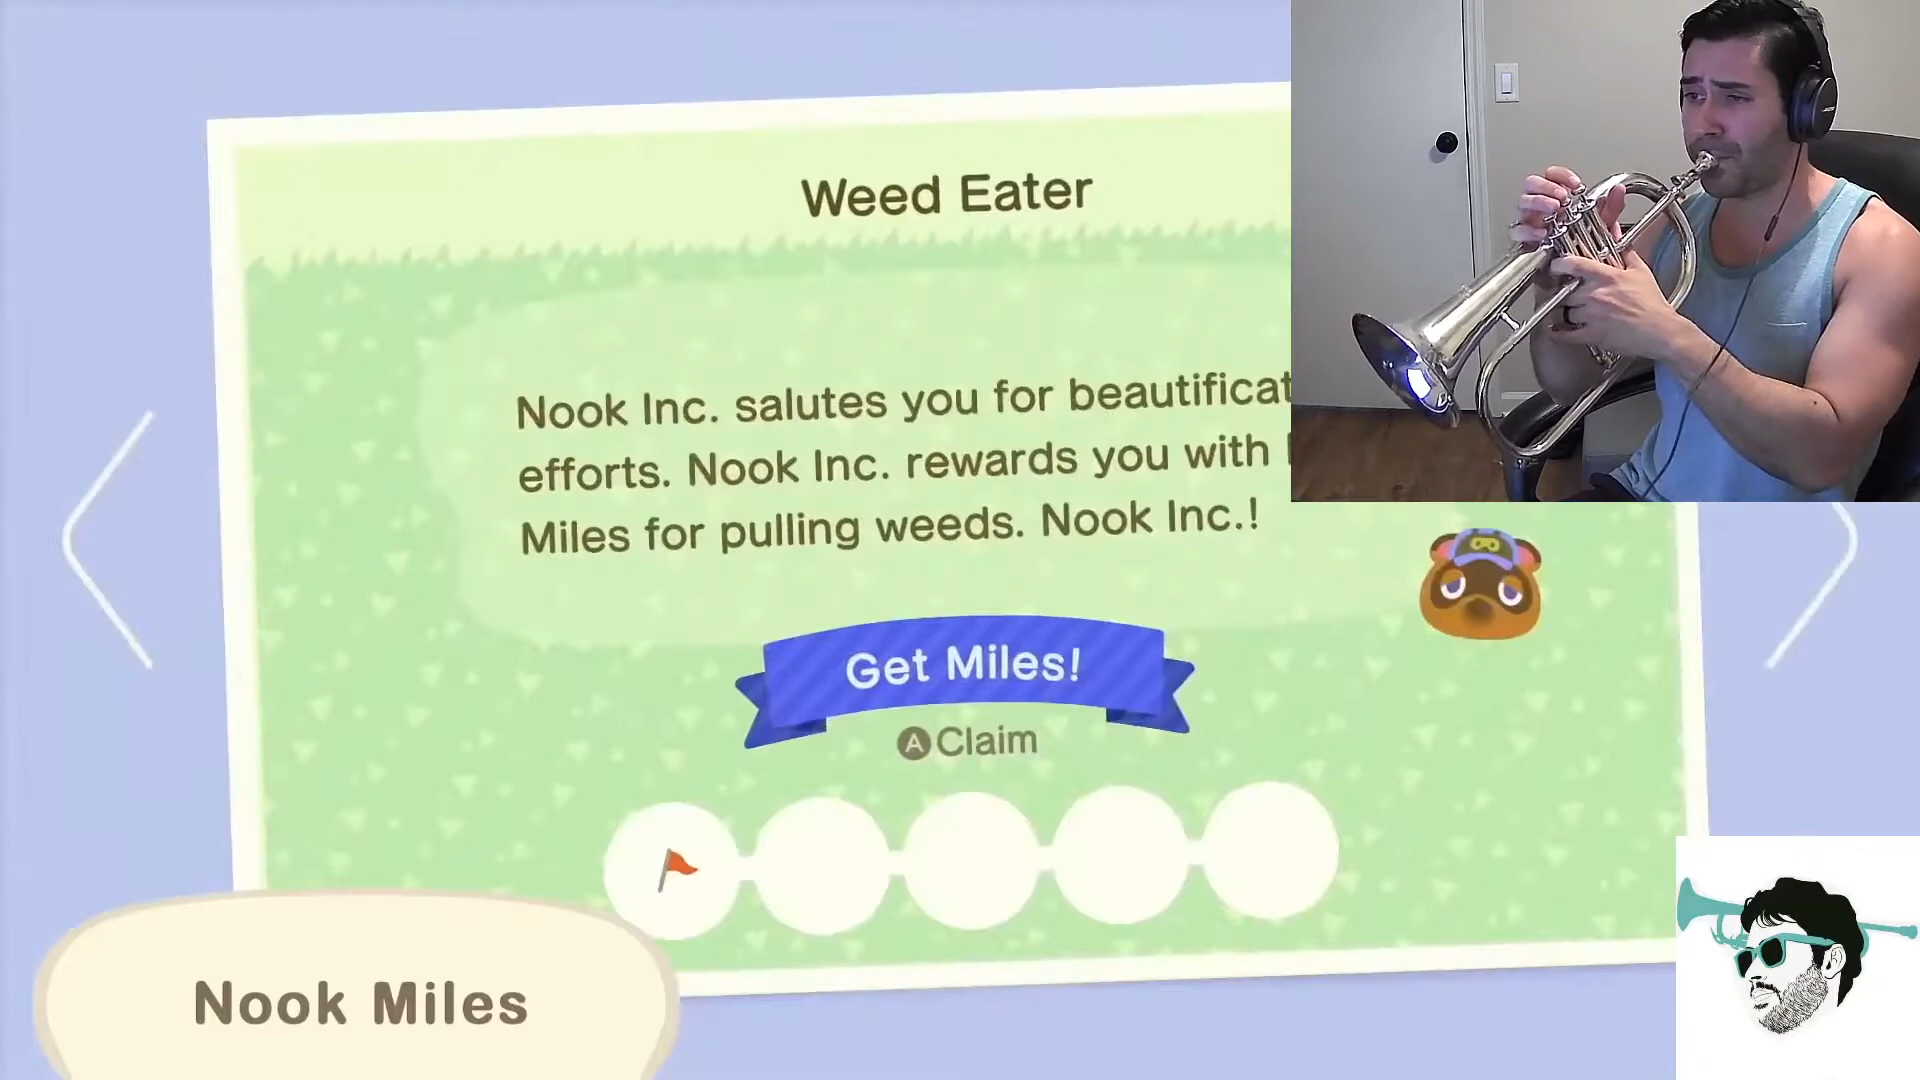 Weed Eater
Nook Inc. salutes you for
efforts. Nook Inc. rewards you with
Miles for pulling weeds. Nook Inc.!
Get Miles!
A Claim
Nook Miles